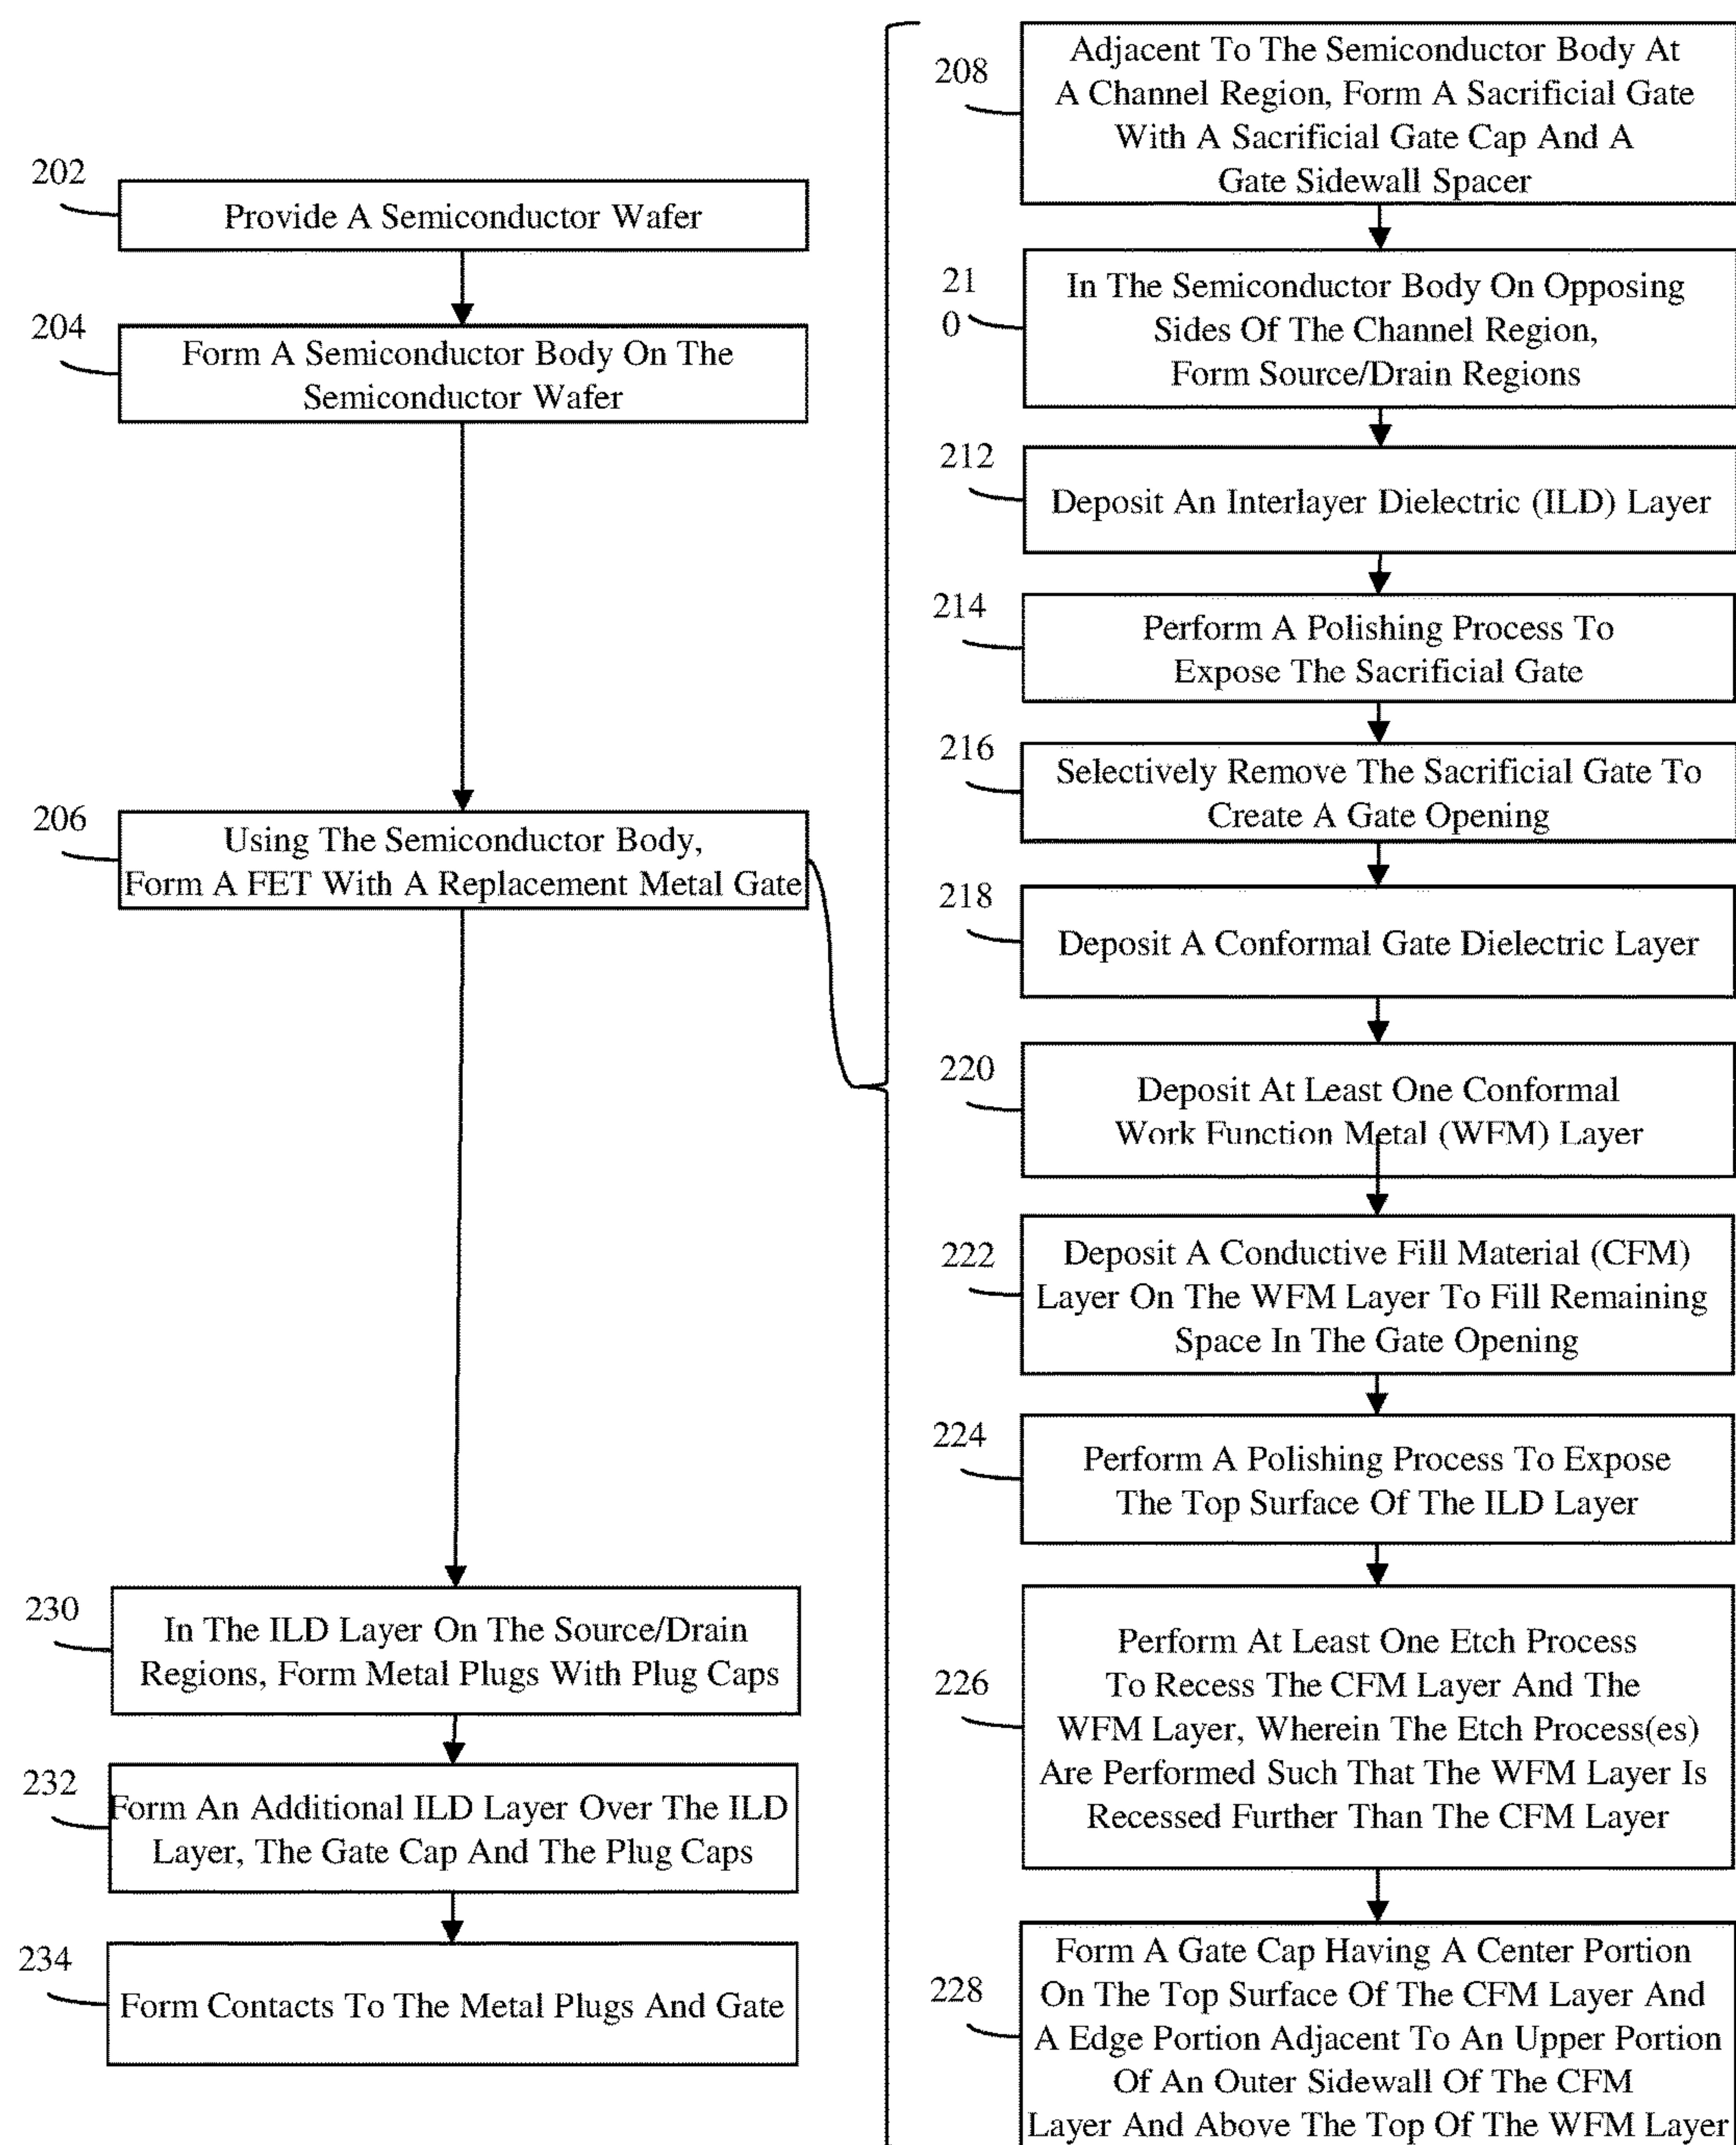 202
Provide A Semiconductor Wafer
204
Form A Semiconductor Body On The
Semiconductor Wafer
206
Using The Semiconductor Body,
Form A FET With A Replacement Metal Gate
208
Adjacent To The Semiconductor Body At
A Channel Region, Form A Sacrificial Gate
With A Sacrificial Gate Cap And A
Gate Sidewall Spacer
21
0
In The Semiconductor Body On Opposing
Sides Of The Channel Region,
Form Source/Drain Regions
212
Deposit An Interlayer Dielectric (ILD) Layer
214
Perform A Polishing Process To
Expose The Sacrificial Gate
216
Selectively Remove The Sacrificial Gate To
Create A Gate Opening
218
Deposit A Conformal Gate Dielectric Layer
220
Deposit At Least One Conformal
Work Function Metal (WFM) Layer
222
Deposit A Conductive Fill Material (CFM)
Layer On The WFM Layer To Fill Remaining
Space In The Gate Opening
224
Perform A Polishing Process To Expose
The Top Surface Of The ILD Layer
226
Perform At Least One Etch Process
To Recess The CFM Layer And The
WFM Layer, Wherein The Etch Process(es)
Are Performed Such That The WFM Layer Is
Recessed Further Than The CFM Layer
228
Form A Gate Cap Having A Center Portion
On The Top Surface Of The CFM Layer And
A Edge Portion Adjacent To An Upper Portion
Of An Outer Sidewall Of The CFM
Layer And Above The Top Of The WFM Layer
230
In The ILD Layer On The Source/Drain
Regions, Form Metal Plugs With Plug Caps
232
Form An Additional ILD Layer Over The ILD
Layer, The Gate Cap And The Plug Caps
234
Form Contacts To The Metal Plugs And Gate